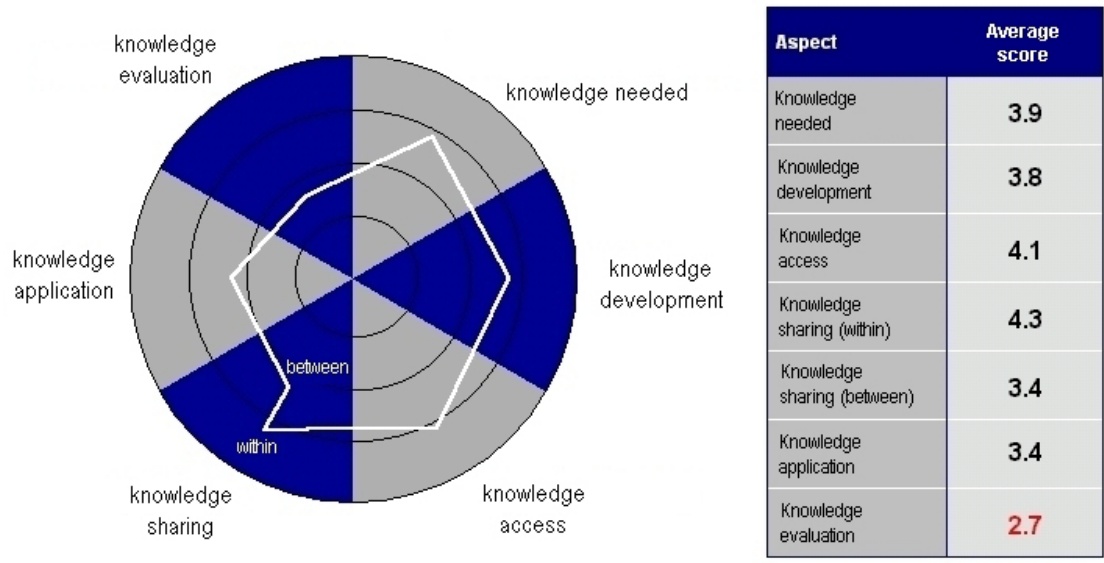 knowledge
evaluation
knowledge needed
knowledge
development
knowledge
access
knowledge
sharing
knowledge
application
between
within
Aspect
Average
score
Knowledge
needed
3.9
Knowledge
development
3.8
Knowledge
access
4.1
Knowledge
sharing (within)
4.3
Knowledge
sharing (between)
3.4
Knowledge
application
3.4
Knowledge
evaluation
2.7